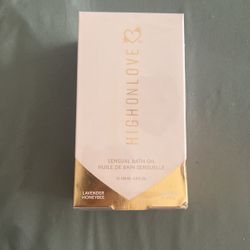 HIGHONLOVE
SENSUAL BATH OIL
HUILE DE BAIN SENSUELLE
LAVENDER
HONEYBEE